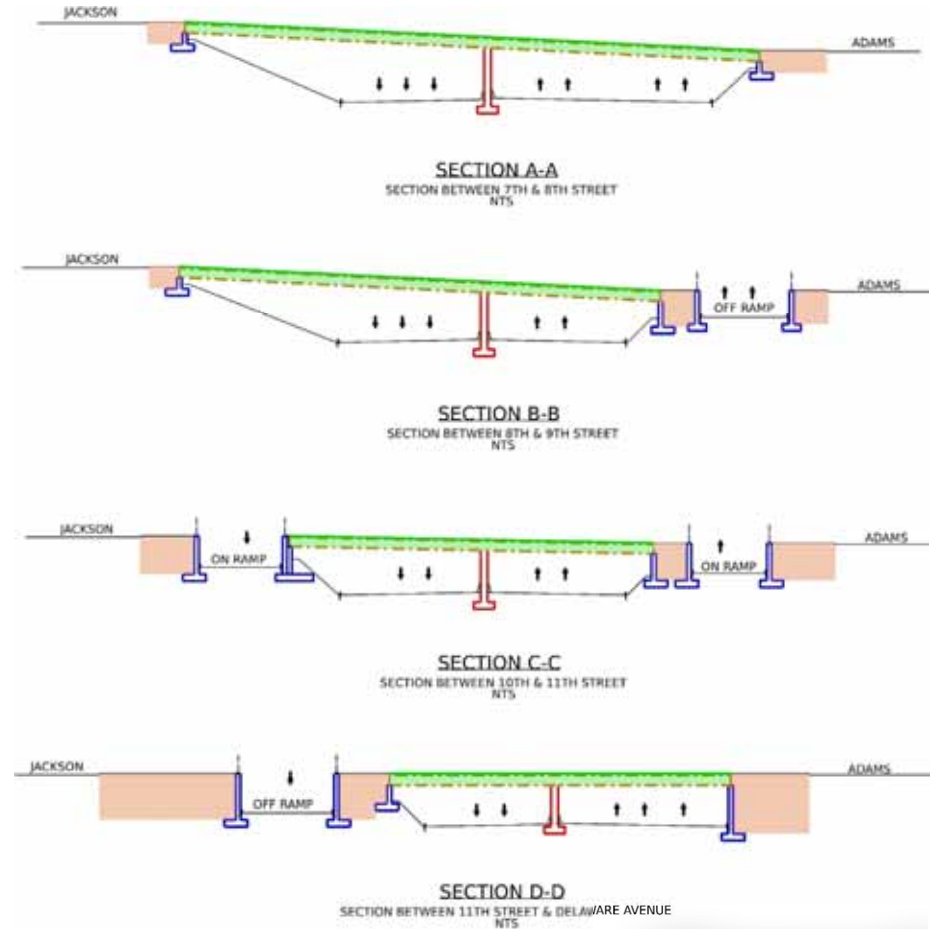 JACKSON
ADAMS
SECTION A-A
SECTION BETWEEN 7TH & 8TH STREET
NTS
JACKSON
ADAMS
OFF RAMP
SECTION B-B
SECTION BETWEEN 8TH & 9TH STREET
NTS
JACKSON
ADAMS
ON RAMP
ON RAMP
SECTION C-C
SECTION BETWEEN 10TH & 11TH STREET
NTS
JACKSON
ADAMS
OFF RAMP
SECTION D-D
SECTION BETWEEN 11TH STREET & DELAWARE AVENUE
NTS